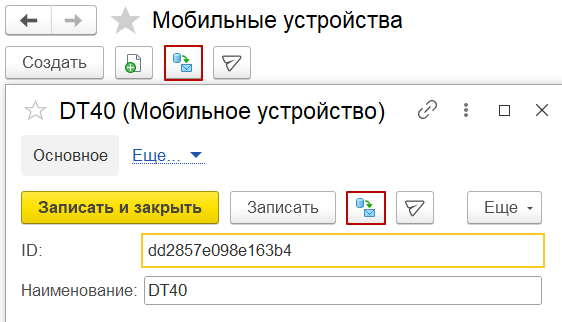 Мобильные устройства
Создать
DT40 (Мобильное устройство)
Основное Еще...
Записать и закрыть Записать Еще
ID: dd2857e098e163b4
Наименование: DT40